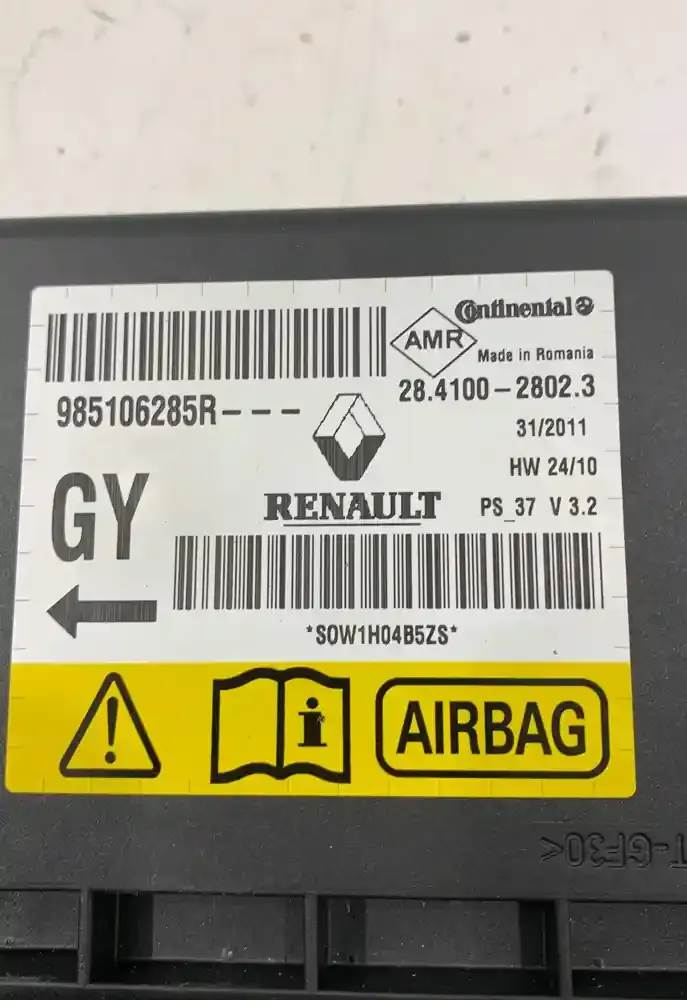 Continental
AMR
Made in Romania
985106285R---
28.4100-2802.3
31/2011
HW 24/10
GY
RENAULT
PS_37 V 3.2
*S0W1H04B5ZS*
i
AIRBAG
T-GF30<